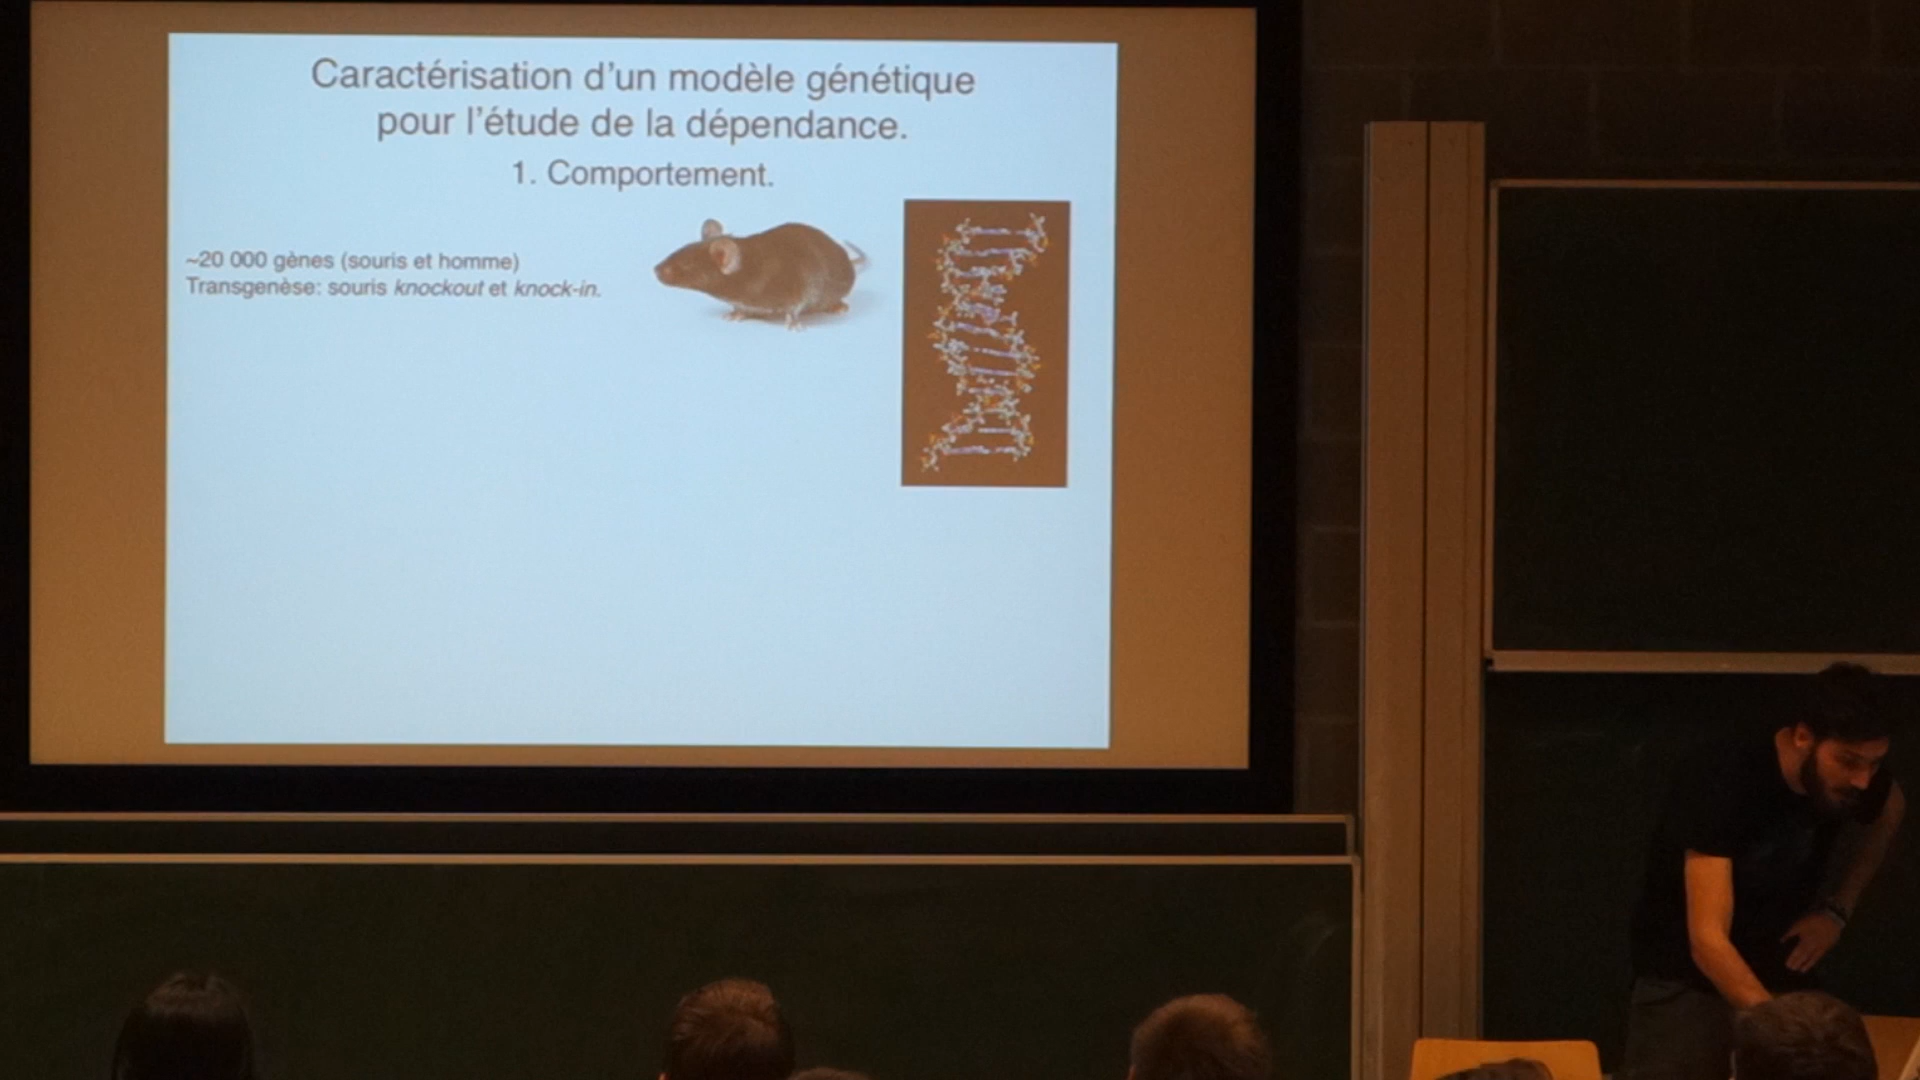 Caractérisation d'un modèle génétique
pour l'étude de la dépendance.
1. Comportement.
~20 000 gènes (souris et homme)
Transgenèse: souris knockout et knock-in.